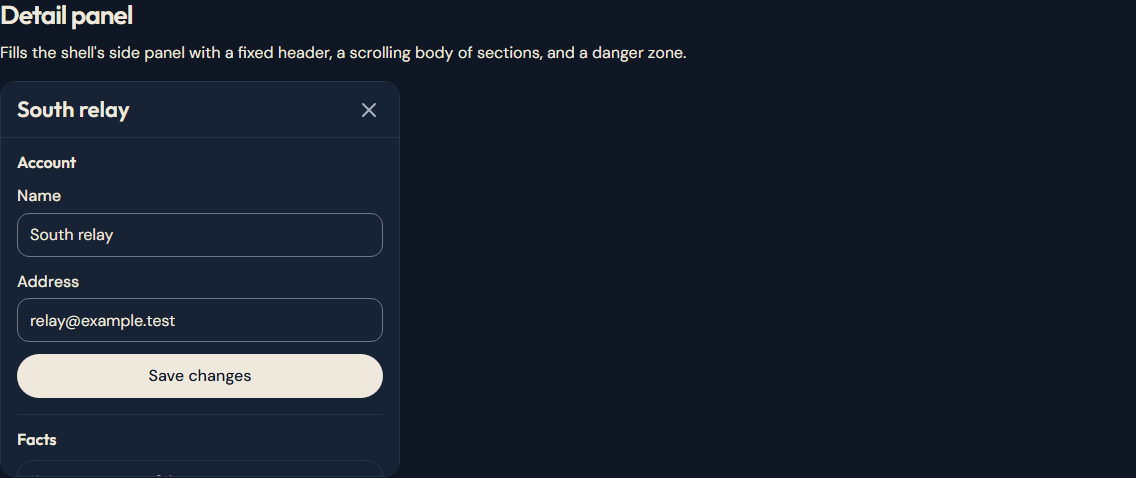 Detail panel
Fills the shell's side panel with a fixed header, a scrolling body of sections, and a danger zone.
South relay
Account
Name
South relay
Address
relay@example.test
Save changes
Facts